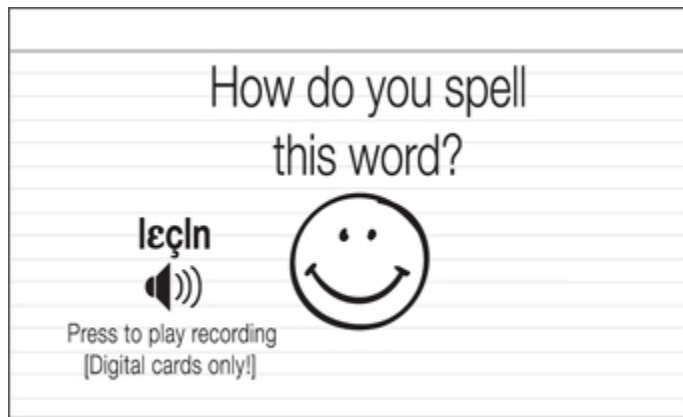 How do you spell
this word?
lɛçln
Press to play recording
[Digital cards only!]